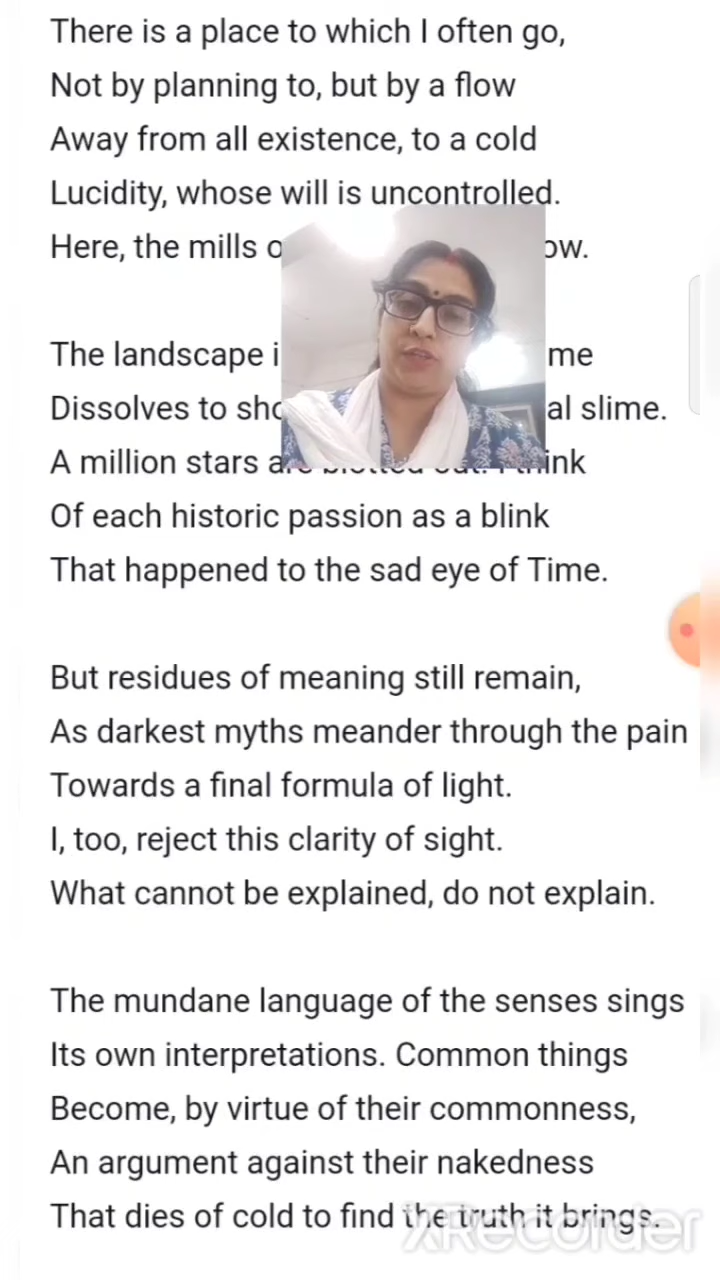 There is a place to which I often go,
Not by planning to, but by a flow
Away from all existence, to a cold
Lucidity, whose will is uncontrolled.
Here, the mills
The landscape
me
Dissolves to
al slime.
A million stars are blotted out. I think
Of each historic passion as a blink
That happened to the sad eye of Time.
But residues of meaning still remain,
As darkest myths meander through the pain
Towards a final formula of light.
I, too, reject this clarity of sight.
What cannot be explained, do not explain.
The mundane language of the senses sings
Its own interpretations. Common things
Become, by virtue of their commonness,
An argument against their nakedness
That dies of cold to find the truth it brings.
XRecorder